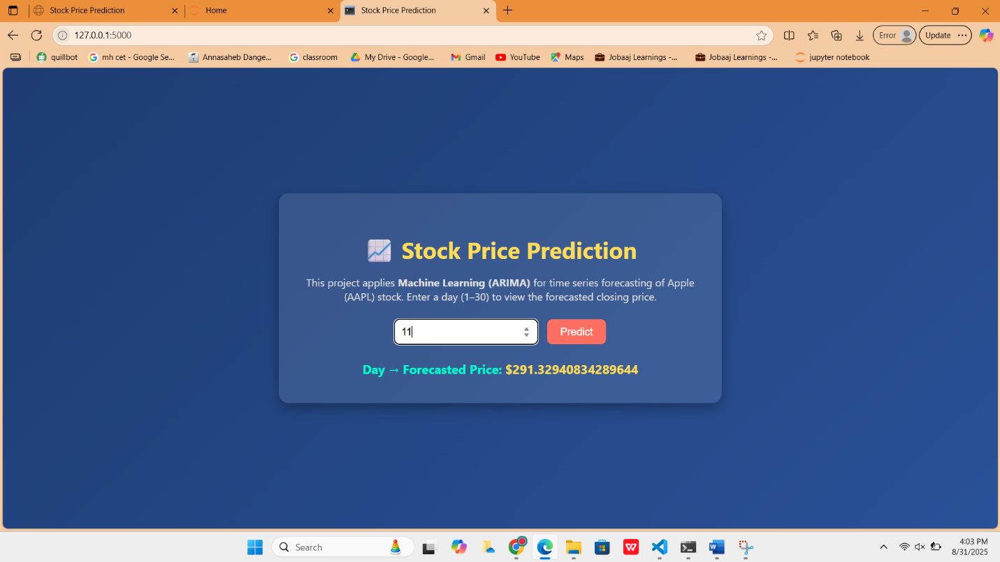 Stock Price Prediction
Home
Stock Price Prediction
127.0.0.1:5000
Error
Update
quillbot
mh cet - Google Se...
Annasaheb Dange...
classroom
My Drive - Google...
Gmail
YouTube
Maps
Jobaaj Learnings -...
Jobaaj Learnings -...
jupyter notebook
Stock Price Prediction
This project applies Machine Learning (ARIMA) for time series forecasting of Apple
(AAPL) stock. Enter a day (1–30) to view the forecasted closing price.
11
Predict
Day → Forecasted Price: $291.32940834289644
Search
4:03 PM
8/31/2025